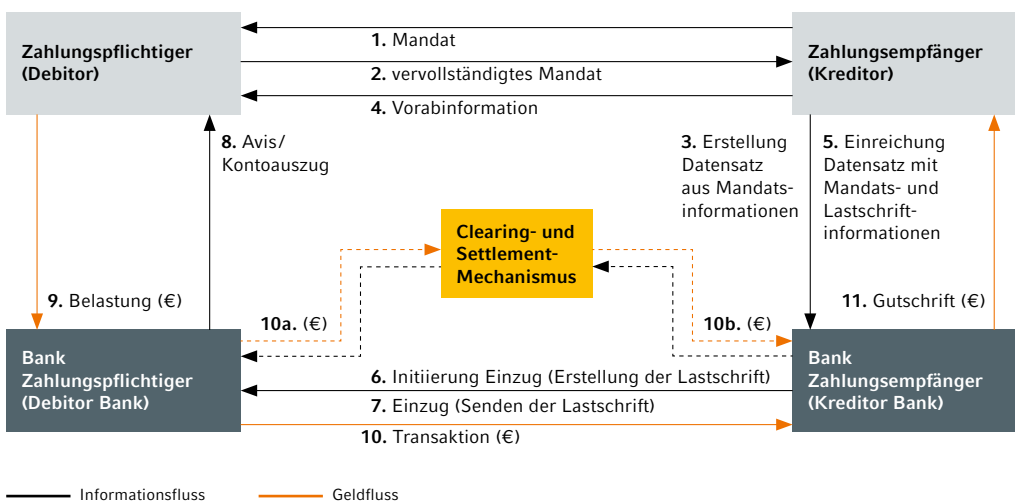 Zahlungspflichtiger
(Debitor)
1. Mandat
2. vervollständigtes Mandat
4. Vorabinformation
Zahlungsempfänger
(Kreditor)
8. Avis/
Kontoauszug
3. Erstellung
Datensatz
aus Mandats-
informationen
5. Einreichung
Datensatz mit
Mandats- und
Lastschrift-
informationen
Clearing- und
Settlement-
Mechanismus
9. Belastung (€)
10a. (€)
10b. (€)
11. Gutschrift (€)
Bank
Zahlungspflichtiger
(Debitor Bank)
6. Initiierung Einzug (Erstellung der Lastschrift)
7. Einzug (Senden der Lastschrift)
10. Transaktion (€)
Bank
Zahlungsempfänger
(Kreditor Bank)
Informationsfluss
Geldfluss